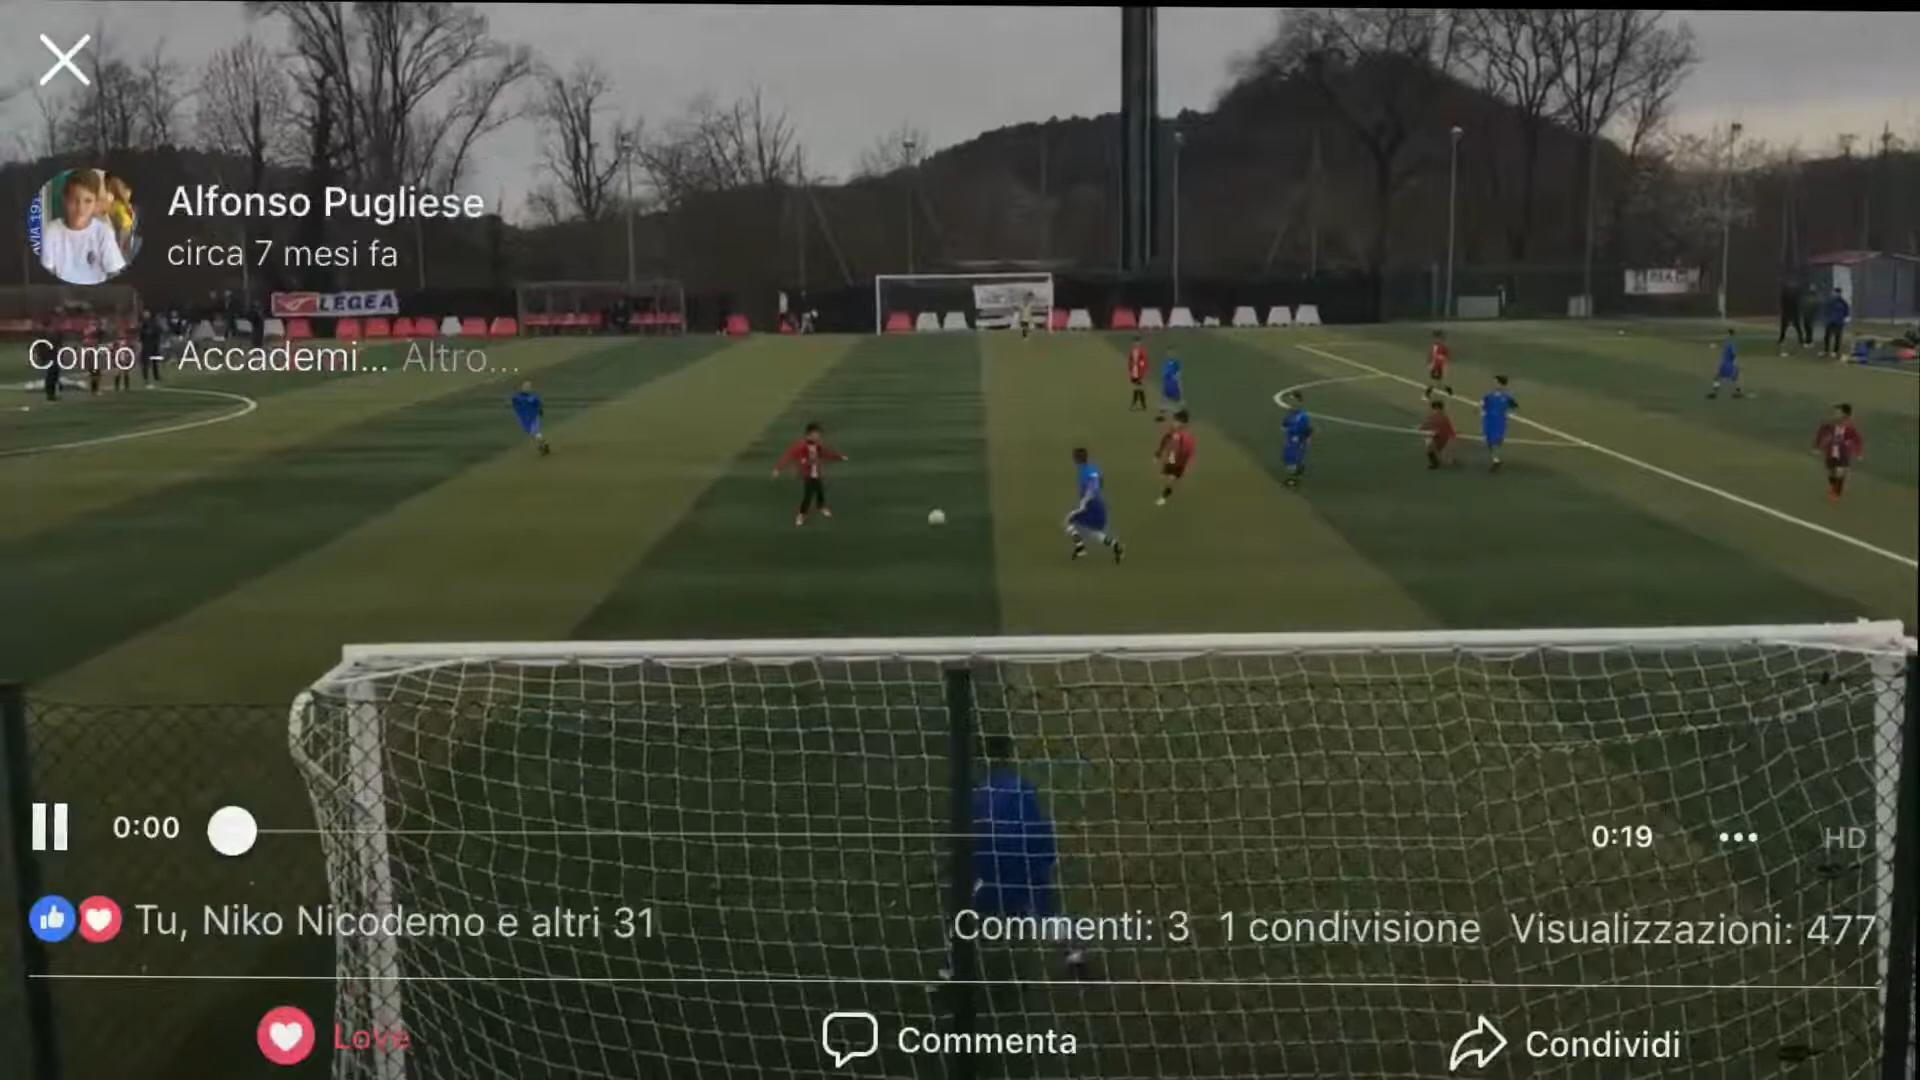 Alfonso Pugliese
circa 7 mesi fa
LEGEA
Como - Accademi... Altro...
0:00
0:19
HD
Tu, Niko Nicodemo e altri 31
Commenti: 3 1 condivisione Visualizzazioni: 477
Love
Commenta
Condividi